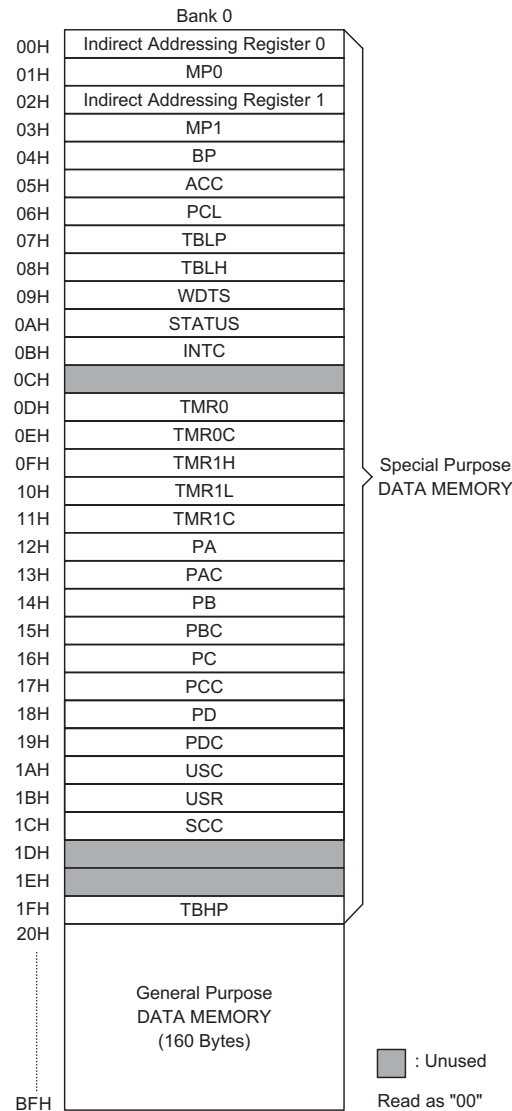 Bank 0
00H Indirect Addressing Register 0
01H MP0
02H Indirect Addressing Register 1
03H MP1
04H BP
05H ACC
06H PCL
07H TBLP
08H TBLH
09H WDTS
0AH STATUS
0BH INTC
0CH
0DH TMR0
0EH TMR0C
0FH TMR1H
10H TMR1L
11H TMR1C
12H PA
13H PAC
14H PB
15H PBC
16H PC
17H PCC
18H PD
19H PDC
1AH USC
1BH USR
1CH SCC
1DH
1EH
1FH TBHP
20H
Special Purpose
DATA MEMORY
General Purpose
DATA MEMORY
(160 Bytes)
BFH
: Unused
Read as "00"